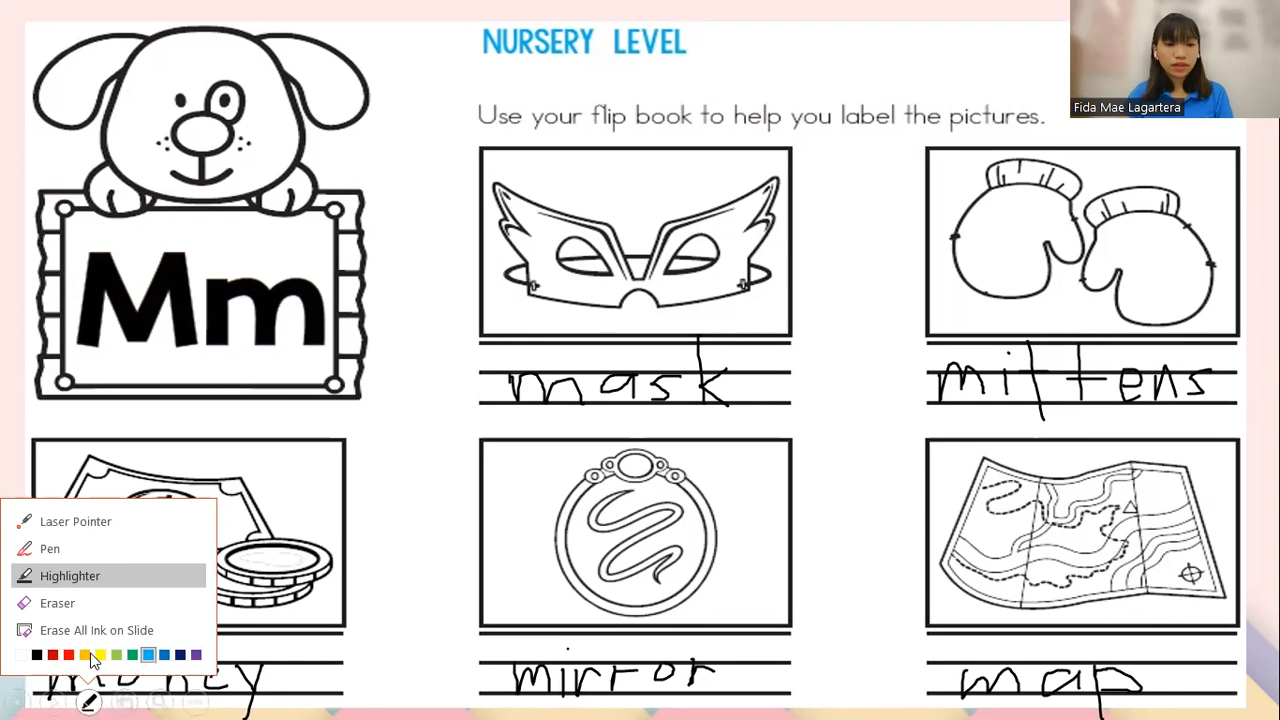 NURSERY LEVEL
Fida Mae Lagartera
Use your flip book to help you label the pictures.
Mm
mask
mittens
Laser Pointer
Pen
Highlighter
Eraser
Erase All Ink on Slide
money
mirror
map